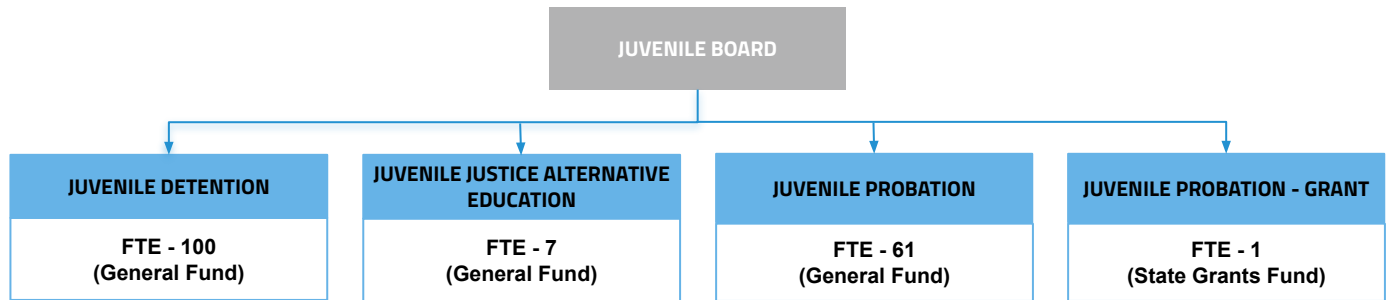 JUVENILE BOARD
JUVENILE DETENTION
FTE - 100
(General Fund)
JUVENILE JUSTICE ALTERNATIVE
EDUCATION
FTE - 7
(General Fund)
JUVENILE PROBATION
FTE - 61
(General Fund)
JUVENILE PROBATION - GRANT
FTE - 1
(State Grants Fund)